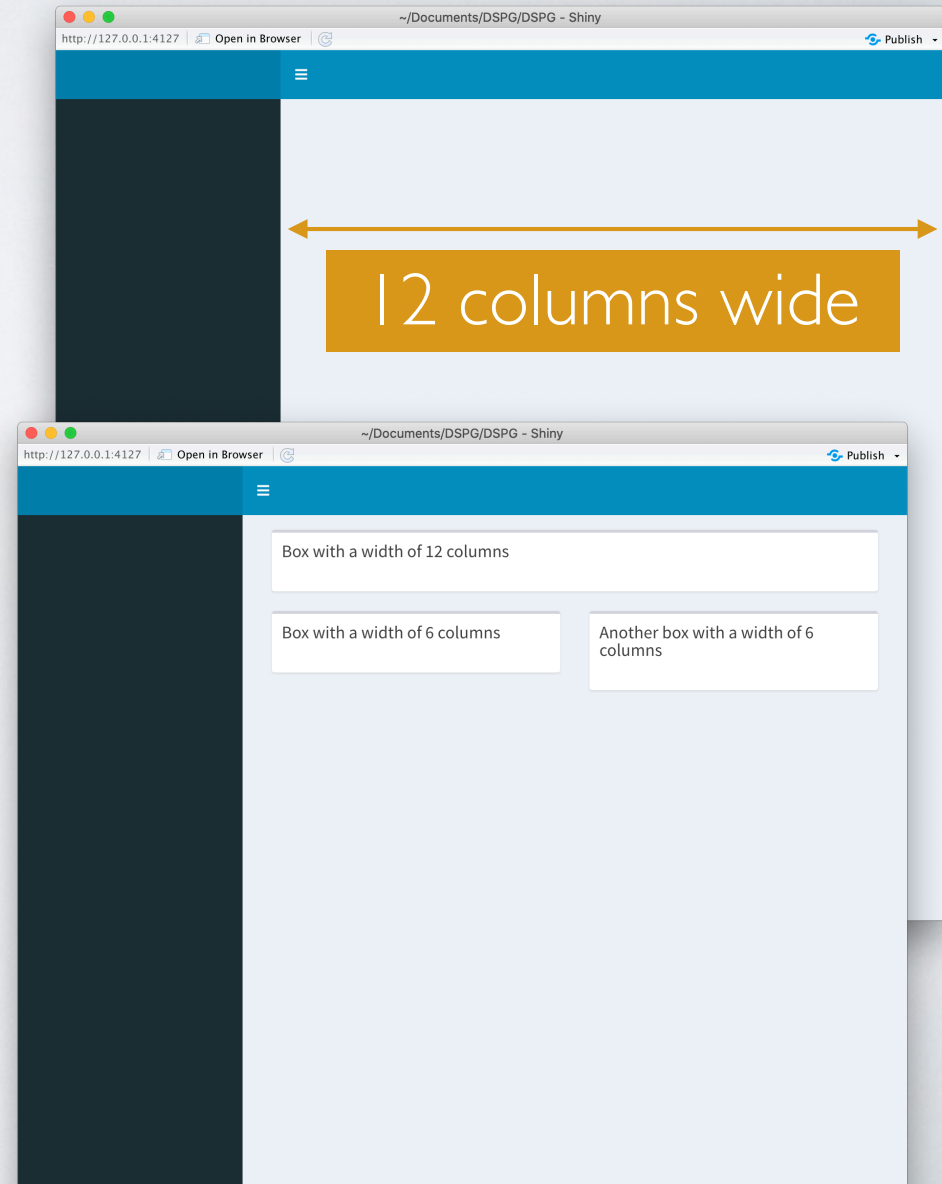 ~/Documents/DSPG/DSPG - Shiny
http://127.0.0.1:4127 Open in Browser Publish
12 columns wide
~/Documents/DSPG/DSPG - Shiny
http://127.0.0.1:4127 Open in Browser Publish
Box with a width of 12 columns
Box with a width of 6 columns
Another box with a width of 6
columns